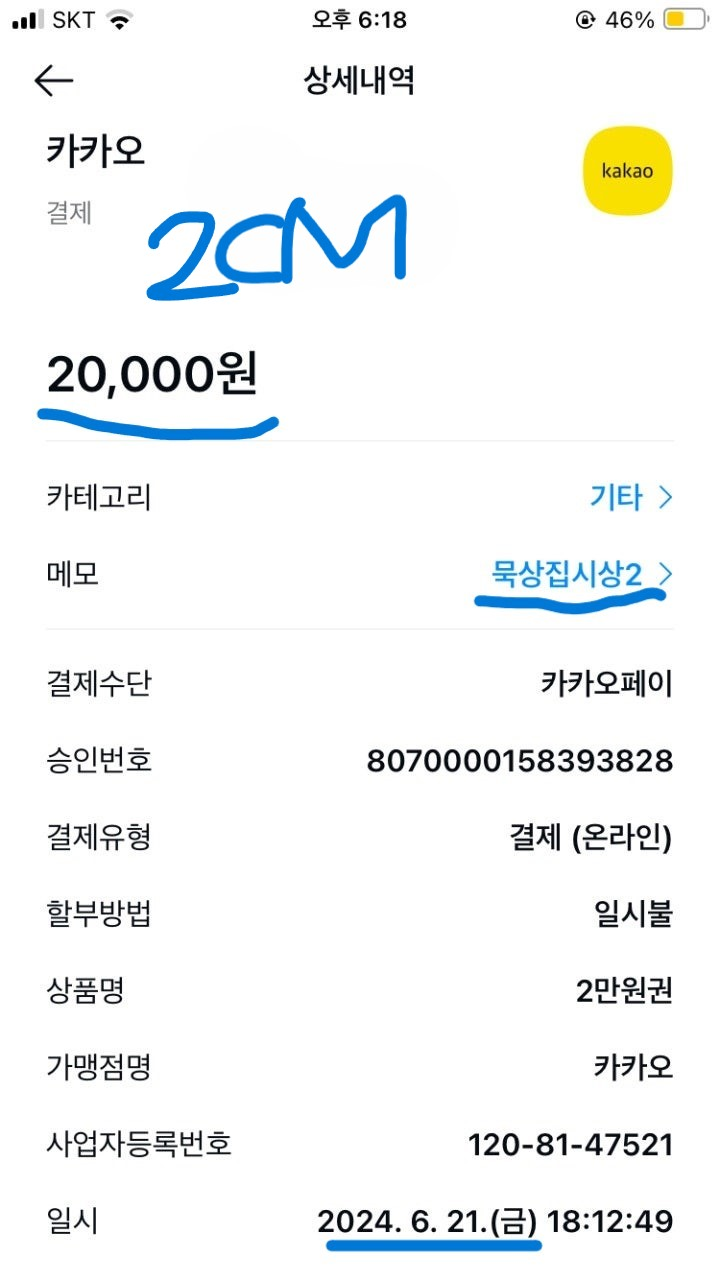 SKT 오후 6:18 46%
상세내역
카카오
kakao
결제
2CM
20,000원
카테고리 기타
메모 묵상집시상2
결제수단 카카오페이
승인번호 8070000158393828
결제유형 결제 (온라인)
할부방법 일시불
상품명 2만원권
가맹점명 카카오
사업자등록번호 120-81-47521
일시 2024. 6. 21.(금) 18:12:49